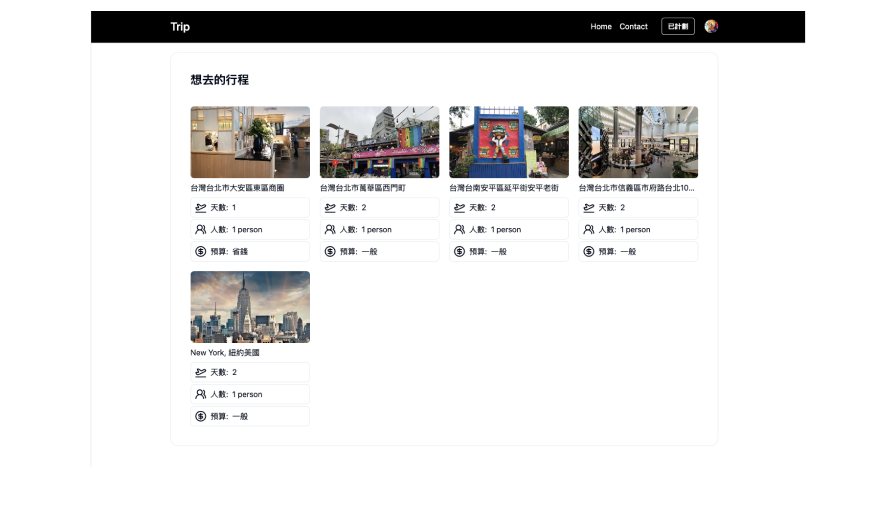 Trip
Home Contact 已計劃
想去的行程
台灣台北市大安區東區商圈
台灣台北市萬華區西門町
台灣台南安平區延平街安平老街
台灣台北市信義區市府路台北10...
天數: 1
天數: 2
天數: 2
天數: 2
人數: 1 person
人數: 1 person
人數: 1 person
人數: 1 person
預算: 省錢
預算: 一般
預算: 一般
預算: 一般
New York, 紐約美國
天數: 2
人數: 1 person
預算: 一般